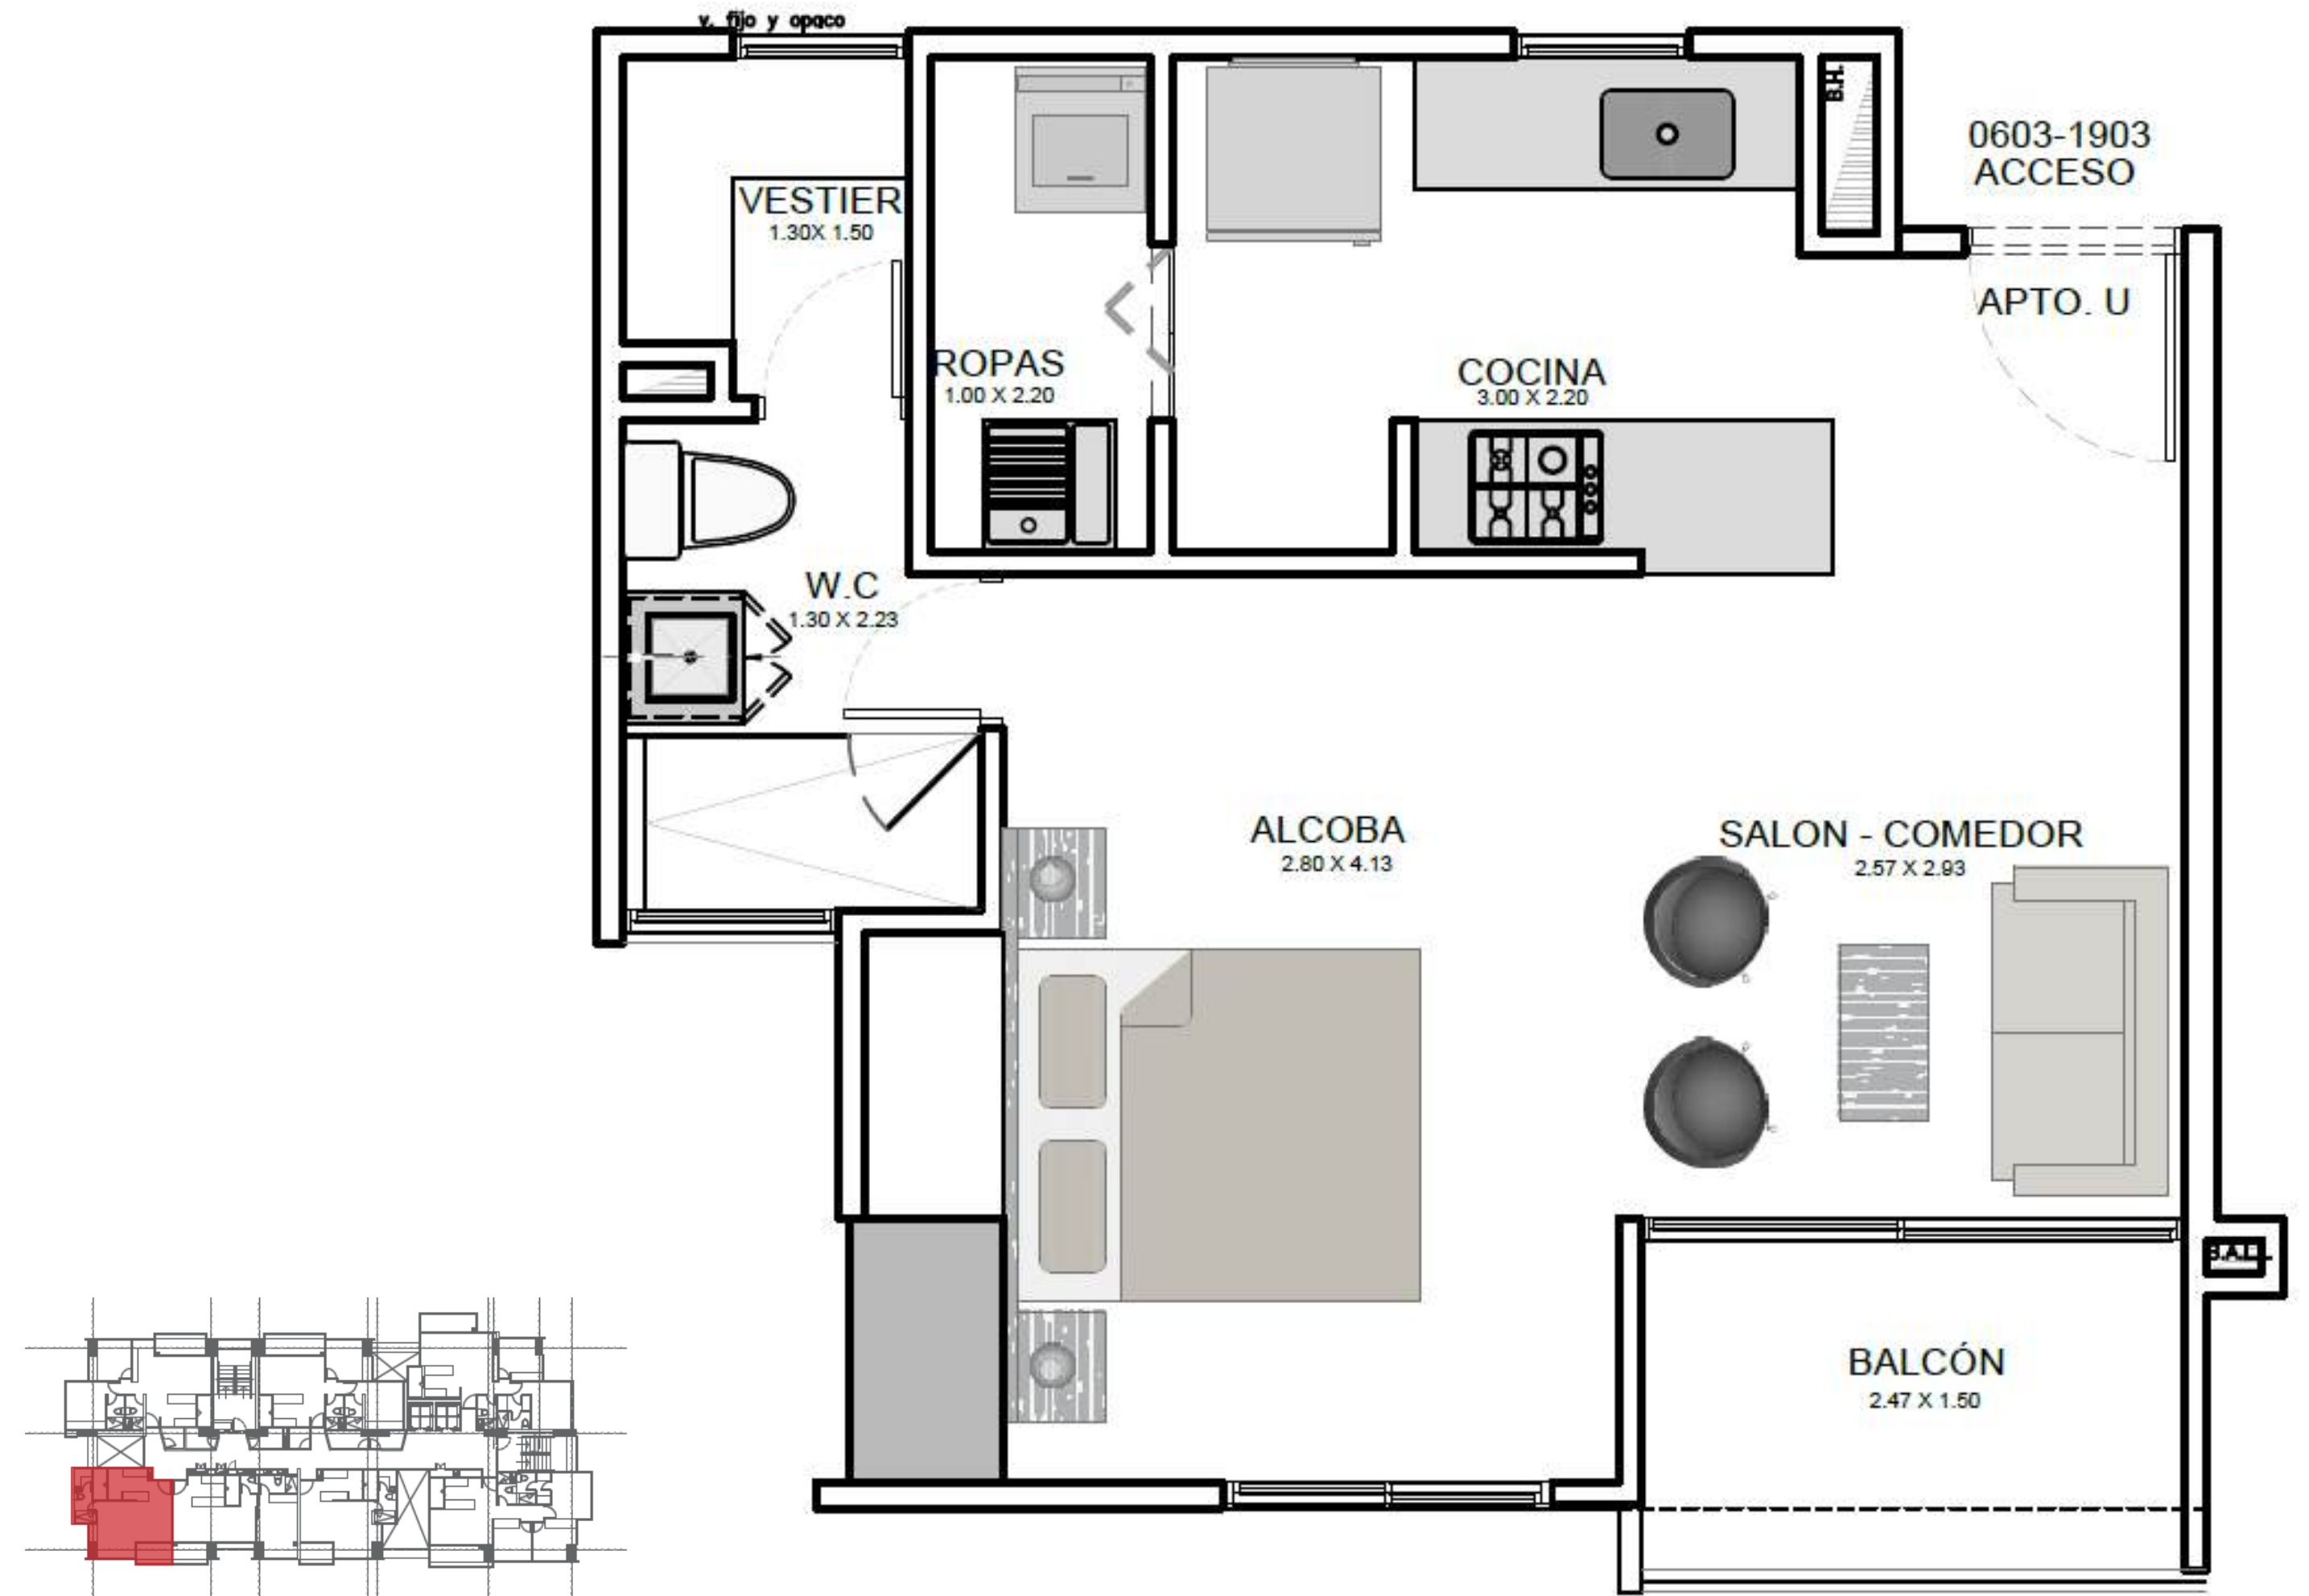 v. fijo y opaco
B.H.
0603-1903
ACCESO
VESTIER
1.30X 1.50
APTO. U
ROPAS
1.00 X 2.20
COCINA
3.00 X 2.20
W.C
1.30 X 2.23
ALCOBA
2.80 X 4.13
SALON - COMEDOR
2.57 X 2.93
BALCÓN
2.47 X 1.50